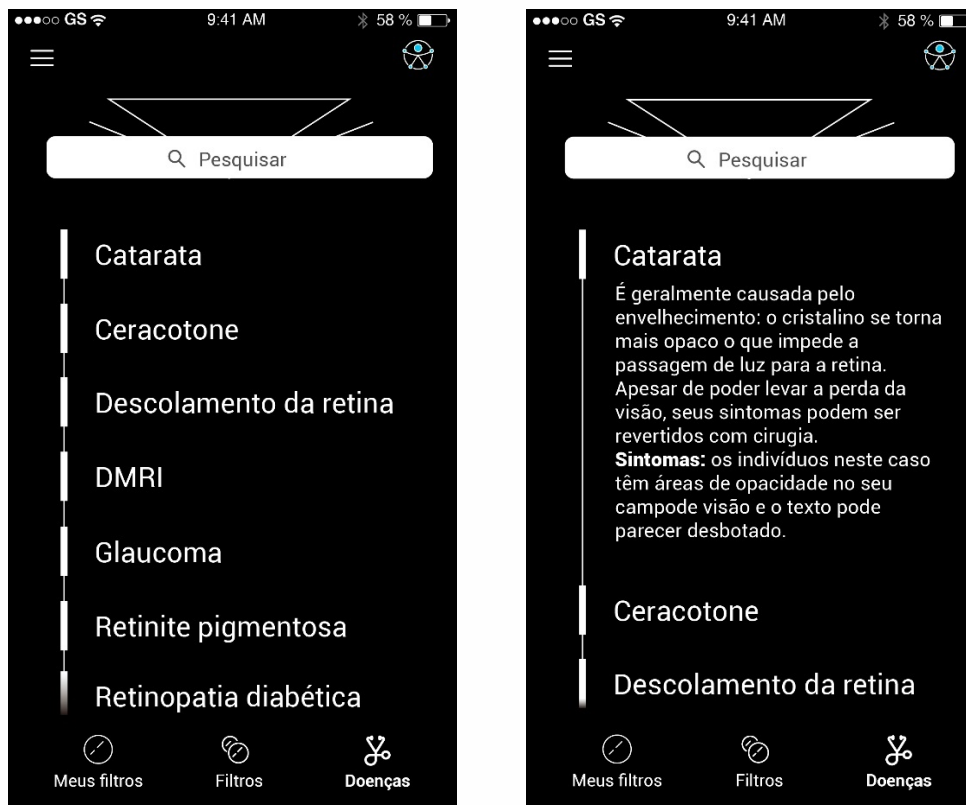 GS 9:41 AM 58 %
Pesquisar
Catarata
Ceracotone
Descolamento da retina
DMRI
Glaucoma
Retinite pigmentosa
Retinopatia diabética
Meus filtros Filtros Doenças
GS 9:41 AM 58 %
Pesquisar
Catarata
É geralmente causada pelo
envelhecimento: o cristalino se torna
mais opaco o que impede a
passagem de luz para a retina.
Apesar de poder levar a perda da
visão, seus sintomas podem ser
revertidos com cirugia.
Sintomas: os indivíduos neste caso
têm áreas de opacidade no seu
campode visão e o texto pode
parecer desbotado.
Ceracotone
Descolamento da retina
Meus filtros Filtros Doenças